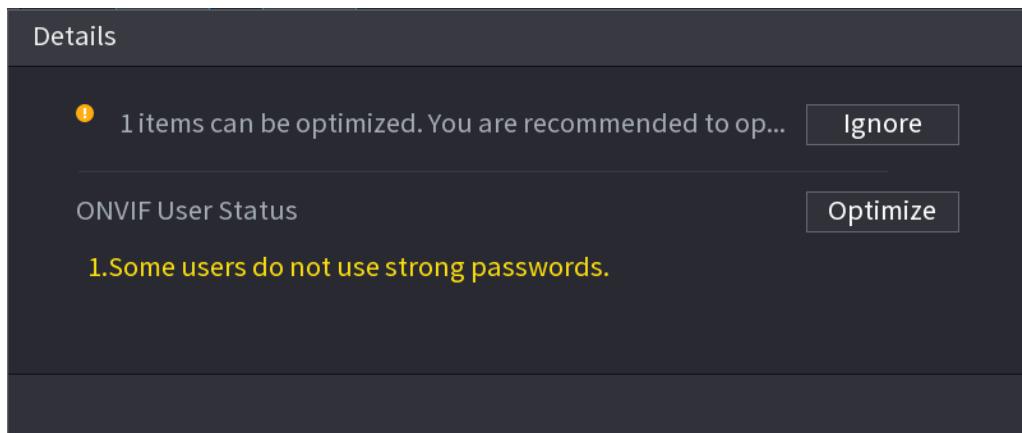 Details
1 items can be optimized. You are recommended to op...
Ignore
ONVIF User Status
Optimize
1.Some users do not use strong passwords.